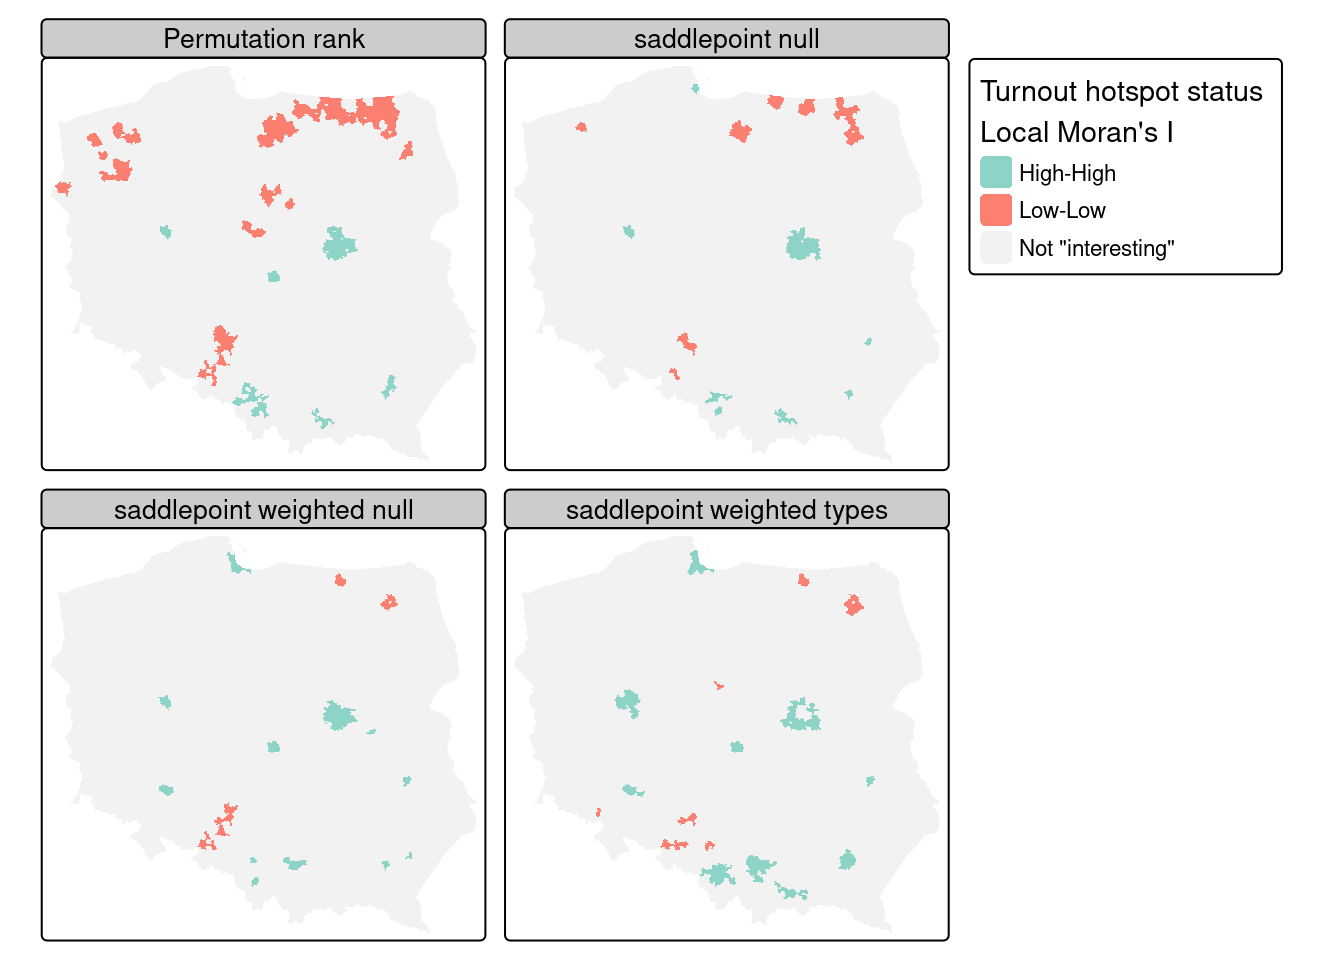 Permutation rank
saddlepoint null
Turnout hotspot status
Local Moran's I
High-High
Low-Low
Not "interesting"
saddlepoint weighted null
saddlepoint weighted types